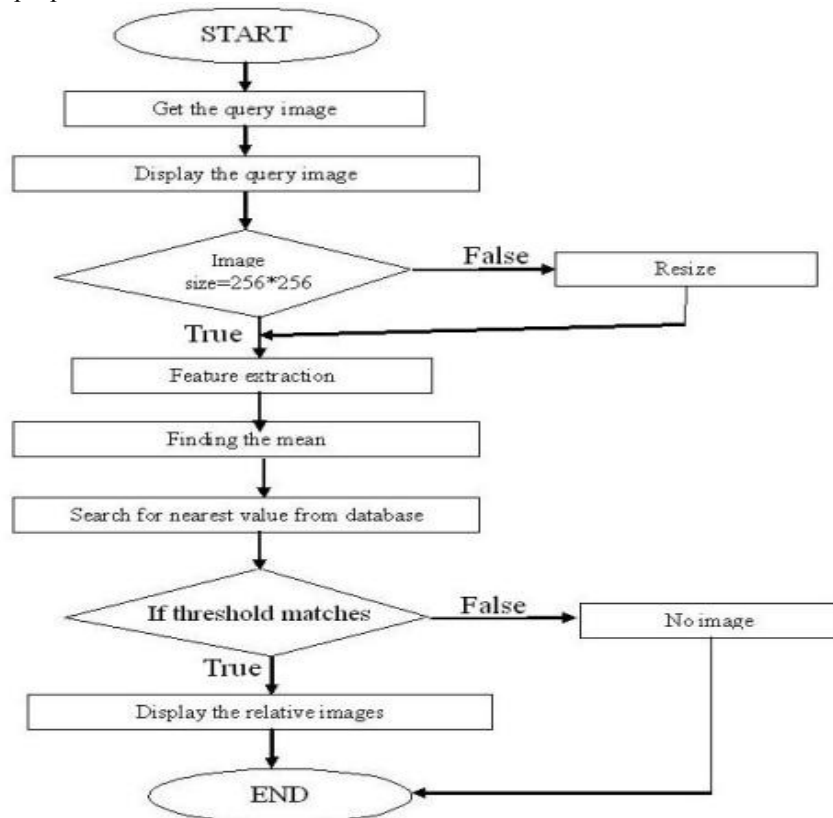 START
Get the query image
Display the query image
Image
size=256*256
False
Resize
True
Feature extraction
Finding the mean
Search for nearest value from database
If threshold matches
False
No image
True
Display the relative images
END